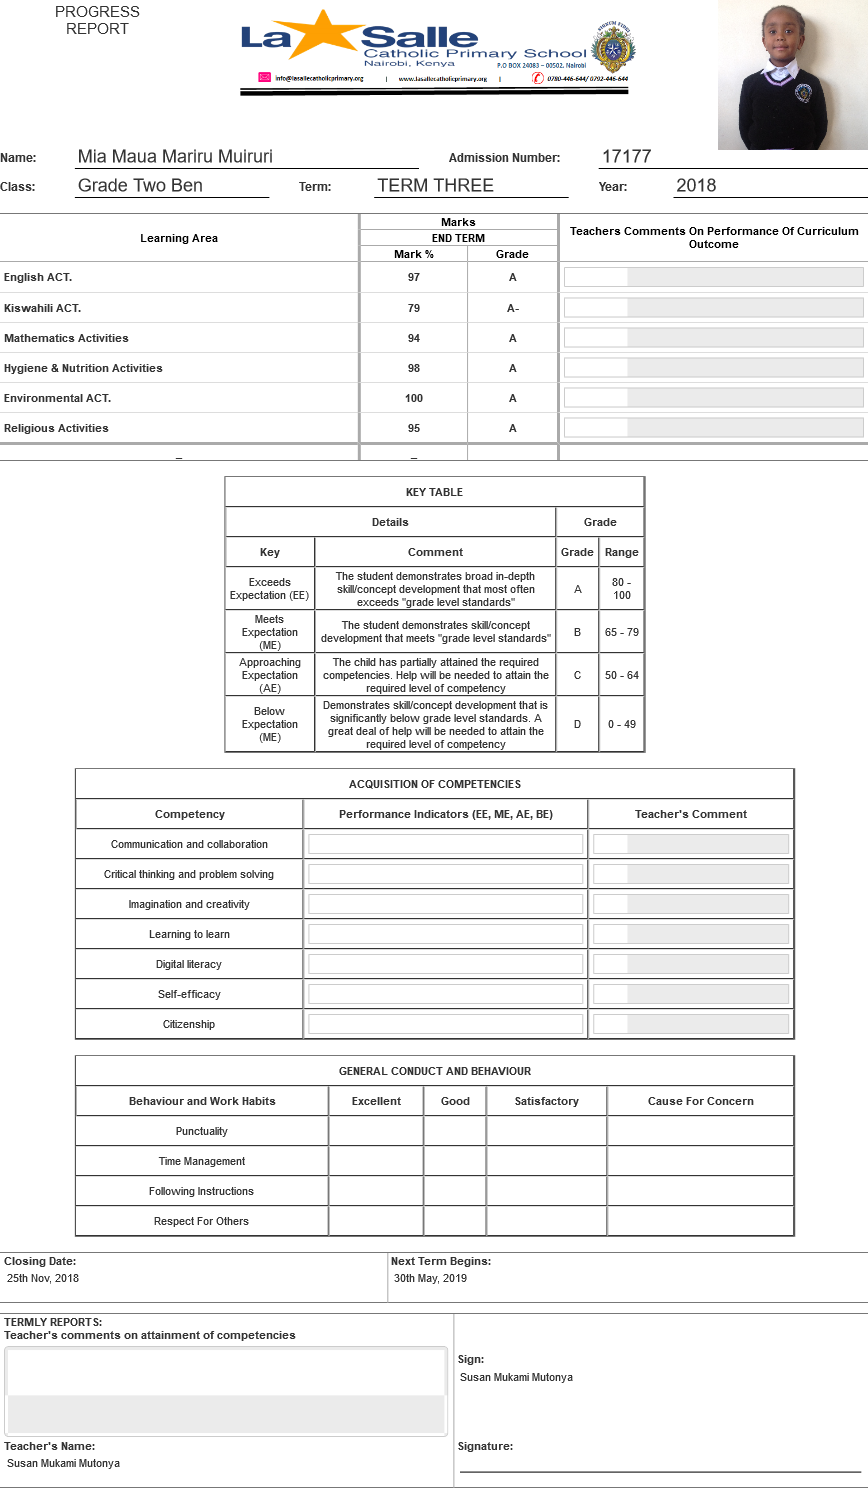 PROGRESS
REPORT
La Salle
Catholic Primary School
Nairobi, Kenya
P.O BOX 24083 – 00502, Nairobi
info@lasallecatholicprimary.org | www.lasallecatholicprimary.org | 0780-446-644/ 0792-446-644
Name: Mia Maua Mariru Muiruri Admission Number: 17177
Class: Grade Two Ben Term: TERM THREE Year: 2018
Learning Area Marks Teachers Comments On Performance Of Curriculum Outcome
END TERM
Mark % Grade
English ACT. 97 A
Kiswahili ACT. 79 A-
Mathematics Activities 94 A
Hygiene & Nutrition Activities 98 A
Environmental ACT. 100 A
Religious Activities 95 A
_ _
KEY TABLE
Details Grade
Key Comment Grade Range
Exceeds Expectation (EE) The student demonstrates broad in-depth skill/concept development that most often exceeds "grade level standards" A 80 - 100
Meets Expectation (ME) The student demonstrates skill/concept development that meets "grade level standards" B 65 - 79
Approaching Expectation (AE) The child has partially attained the required competencies. Help will be needed to attain the required level of competency C 50 - 64
Below Expectation (ME) Demonstrates skill/concept development that is significantly below grade level standards. A great deal of help will be needed to attain the required level of competency D 0 - 49
ACQUISITION OF COMPETENCIES
Competency Performance Indicators (EE, ME, AE, BE) Teacher's Comment
Communication and collaboration
Critical thinking and problem solving
Imagination and creativity
Learning to learn
Digital literacy
Self-efficacy
Citizenship
GENERAL CONDUCT AND BEHAVIOUR
Behaviour and Work Habits Excellent Good Satisfactory Cause For Concern
Punctuality
Time Management
Following Instructions
Respect For Others
Closing Date: Next Term Begins:
25th Nov, 2018 30th May, 2019
TERMLY REPORTS:
Teacher's comments on attainment of competencies
Sign:
Susan Mukami Mutonya
Teacher's Name: Signature:
Susan Mukami Mutonya